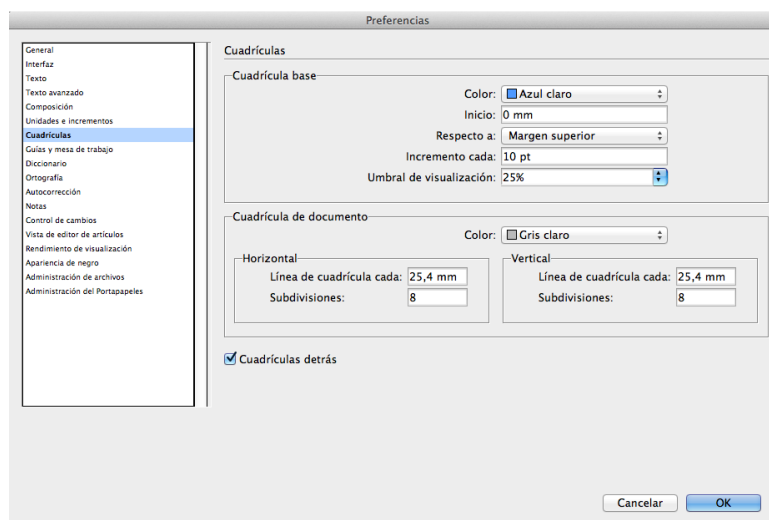 Preferencias
General
Interfaz
Texto
Texto avanzado
Composición
Unidades e incrementos
Cuadrículas
Guías y mesa de trabajo
Diccionario
Ortografía
Autocorrección
Notas
Control de cambios
Vista de editor de artículos
Rendimiento de visualización
Apariencia de negro
Administración de archivos
Administración del Portapapeles
Cuadrículas
Cuadrícula base
Color: Azul claro
Inicio: 0 mm
Respecto a: Margen superior
Incremento cada: 10 pt
Umbral de visualización: 25%
Cuadrícula de documento
Color: Gris claro
Horizontal
Línea de cuadrícula cada: 25,4 mm
Subdivisiones: 8
Vertical
Línea de cuadrícula cada: 25,4 mm
Subdivisiones: 8
Cuadrículas detrás
Cancelar
OK